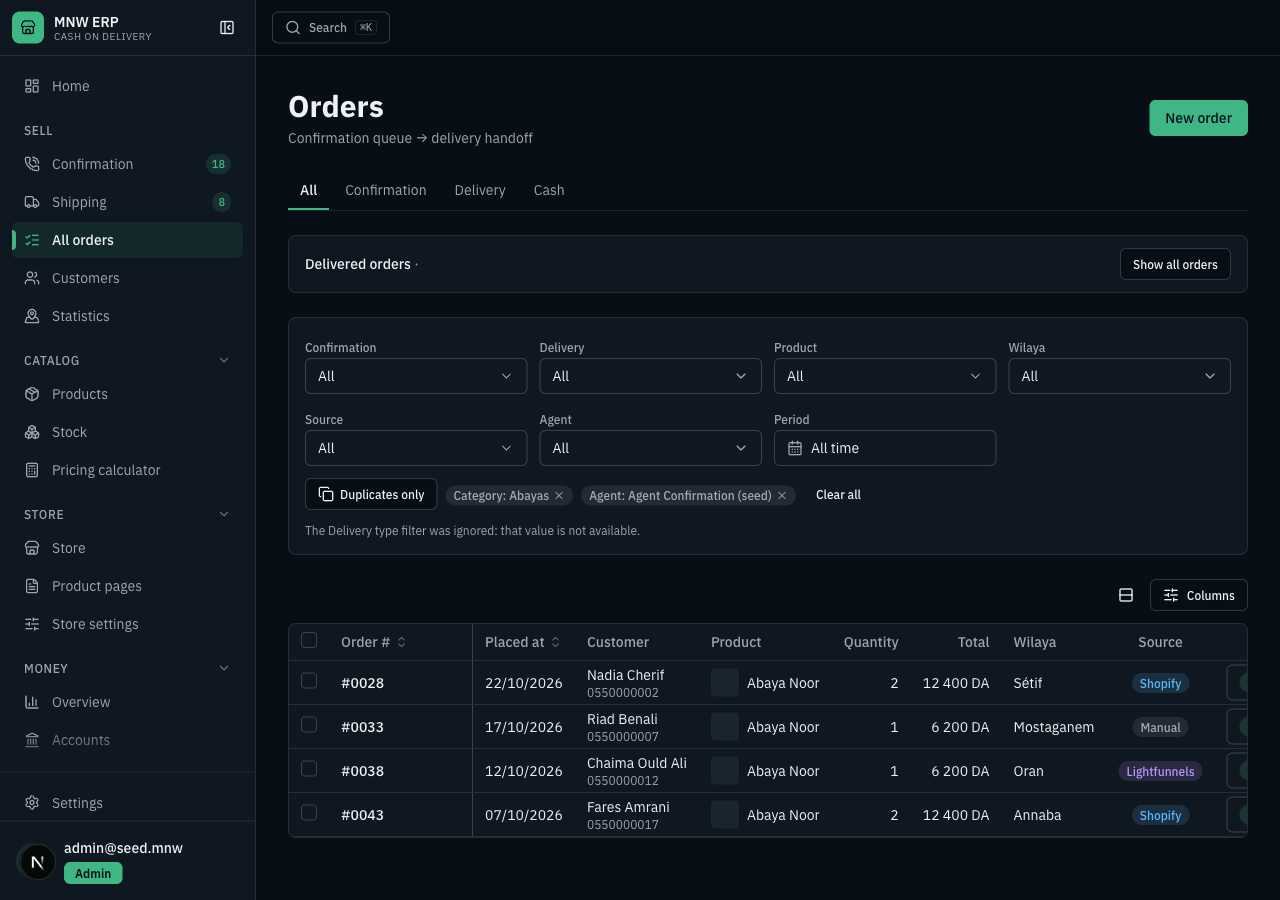 MNW ERP
CASH ON DELIVERY
Search ⌘K
Home
SELL
Confirmation 18
Shipping 8
All orders
Customers
Statistics
CATALOG
Products
Stock
Pricing calculator
STORE
Store
Product pages
Store settings
MONEY
Overview
Accounts
Settings
N
admin@seed.mnw
Admin
Orders
Confirmation queue → delivery handoff
New order
All Confirmation Delivery Cash
Delivered orders ·
Show all orders
Confirmation Delivery Product Wilaya
All All All All
Source Agent Period
All All All time
Duplicates only Category: Abayas × Agent: Agent Confirmation (seed) × Clear all
The Delivery type filter was ignored: that value is not available.
Columns
Order # Placed at Customer Product Quantity Total Wilaya Source
#0028 22/10/2026 Nadia Cherif 0550000002 Abaya Noor 2 12 400 DA Sétif Shopify
#0033 17/10/2026 Riad Benali 0550000007 Abaya Noor 1 6 200 DA Mostaganem Manual
#0038 12/10/2026 Chaima Ould Ali 0550000012 Abaya Noor 1 6 200 DA Oran Lightfunnels
#0043 07/10/2026 Fares Amrani 0550000017 Abaya Noor 2 12 400 DA Annaba Shopify